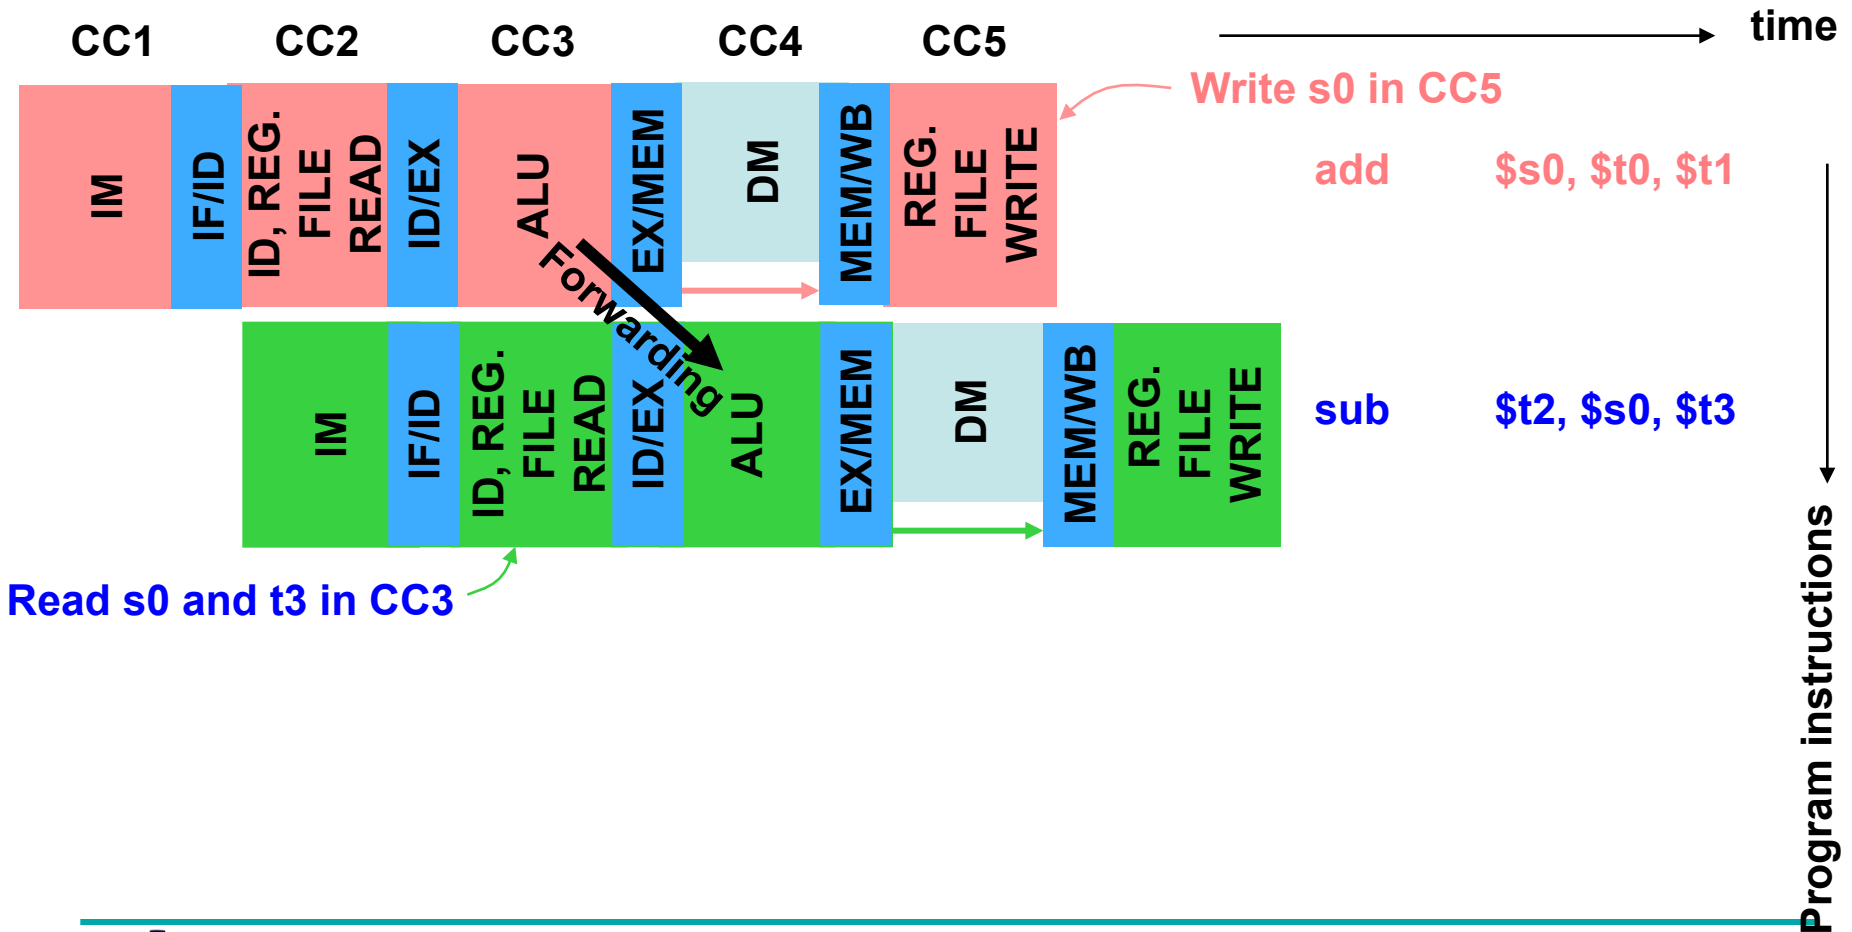 CC1 CC2 CC3 CC4 CC5 time
Write s0 in CC5
IM
IF/ID
ID, REG.
FILE
READ
ID/EX
ALU
EX/MEM
DM
MEM/WB
REG.
FILE
WRITE
add $s0, $t0, $t1
Forwarding
IM
IF/ID
ID, REG.
FILE
READ
ID/EX
ALU
EX/MEM
DM
MEM/WB
REG.
FILE
WRITE
sub $t2, $s0, $t3
Read s0 and t3 in CC3
Program instructions